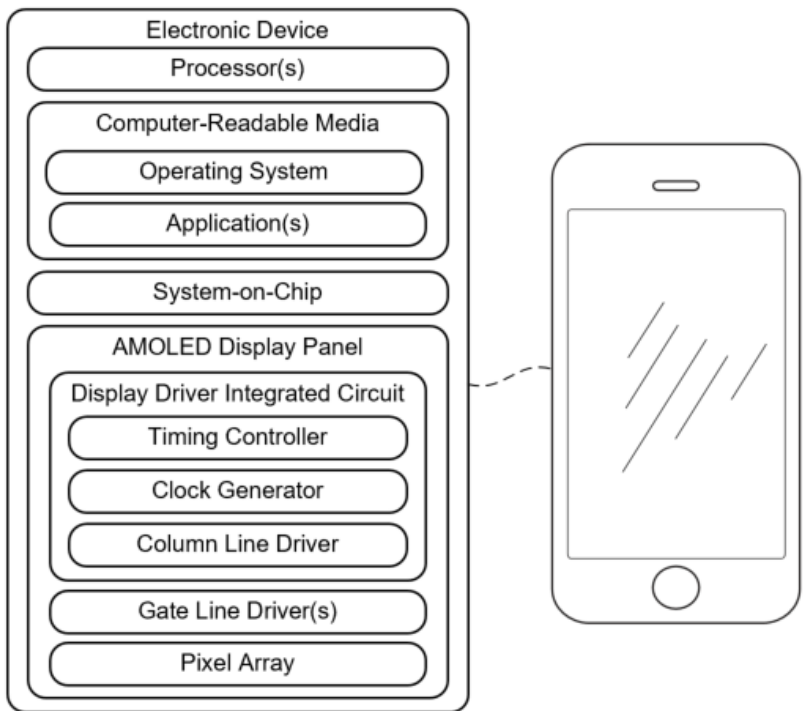 Electronic Device
Processor(s)
Computer-Readable Media
Operating System
Application(s)
System-on-Chip
AMOLED Display Panel
Display Driver Integrated Circuit
Timing Controller
Clock Generator
Column Line Driver
Gate Line Driver(s)
Pixel Array